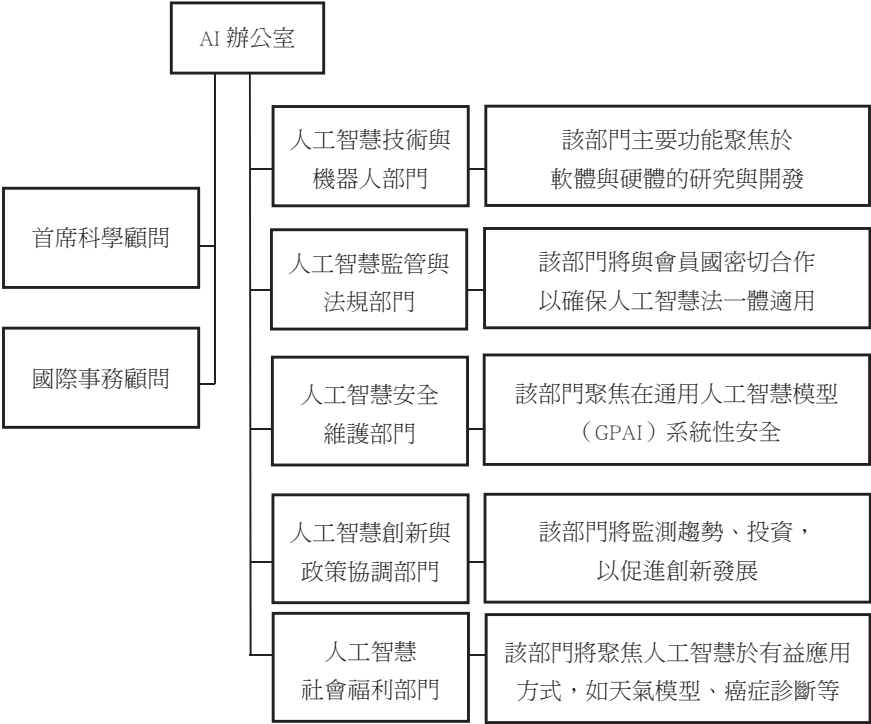 AI 辦公室
首席科學顧問
國際事務顧問
人工智慧技術與
機器人部門
該部門主要功能聚焦於
軟體與硬體的研究與開發
人工智慧監管與
法規部門
該部門將與會員國密切合作
以確保人工智慧法一體適用
人工智慧安全
維護部門
該部門聚焦在通用人工智慧模型
（GPAI）系統性安全
人工智慧創新與
政策協調部門
該部門將監測趨勢、投資，
以促進創新發展
人工智慧
社會福利部門
該部門將聚焦人工智慧於有益應用
方式，如天氣模型、癌症診斷等